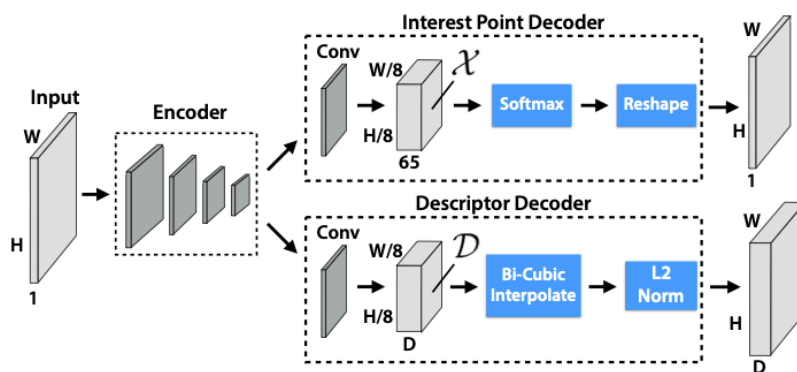 Interest Point Decoder
Input
W
H
1
Encoder
Conv
W/8
H/8
65
𝒳
Softmax
Reshape
W
H
1
Descriptor Decoder
Conv
W/8
H/8
D
𝒟
Bi-Cubic
Interpolate
L2
Norm
W
H
D